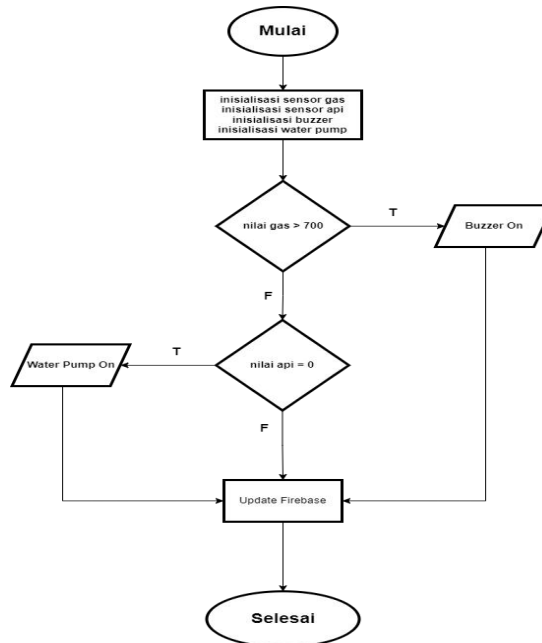 Mulai
inisialisasi sensor gas
inisialisasi sensor api
inisialisasi buzzer
inisialisasi water pump
nilai gas > 700
T
Buzzer On
F
Water Pump On
T
nilai api = 0
F
Update Firebase
Selesai